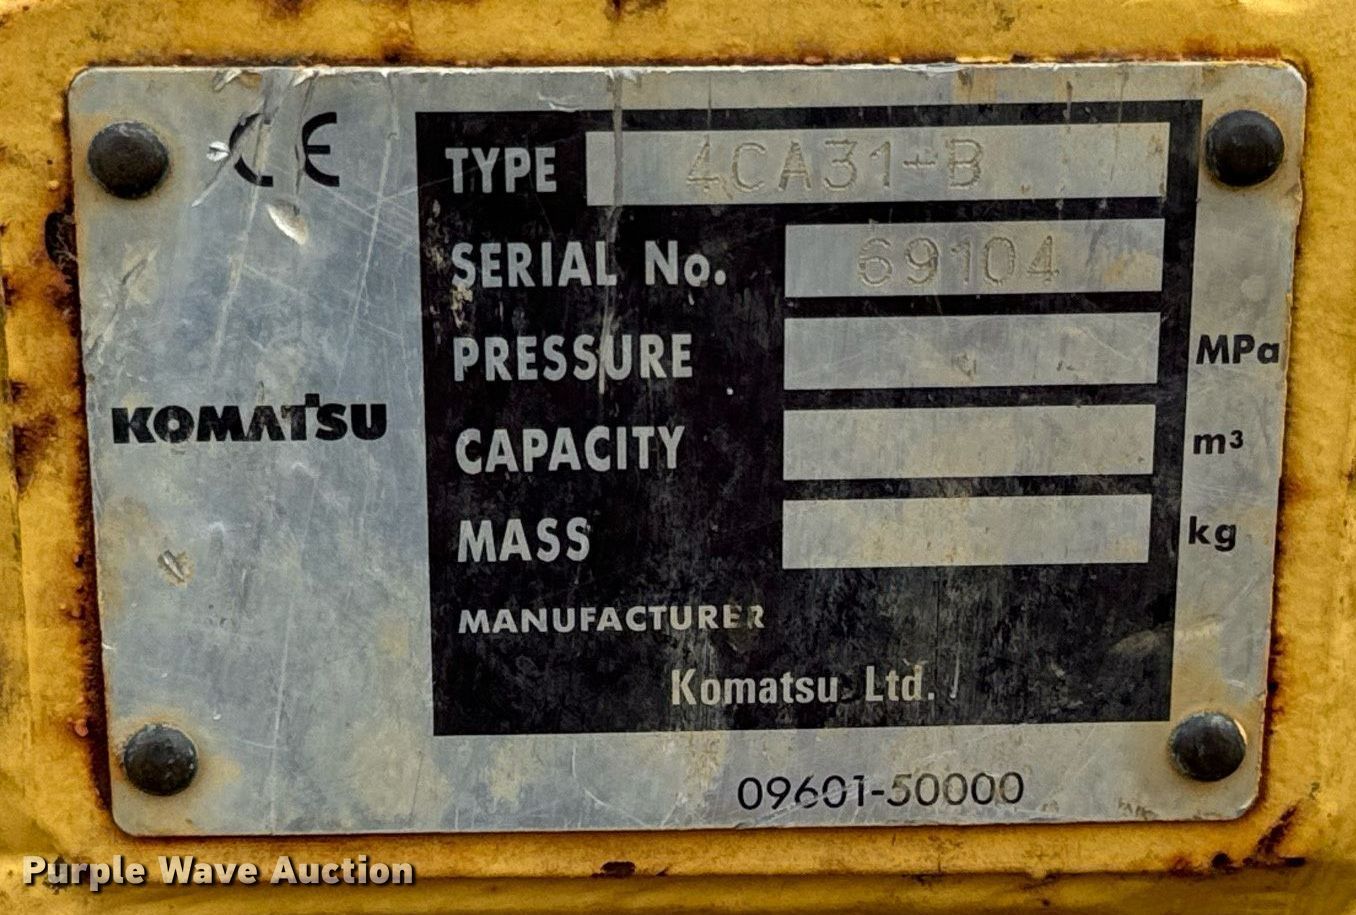 CE
TYPE 4CA31-B
SERIAL No. 69104
PRESSURE MPa
KOMATSU
CAPACITY m³
MASS kg
MANUFACTURER
Komatsu Ltd.
09601-50000
Purple Wave Auction